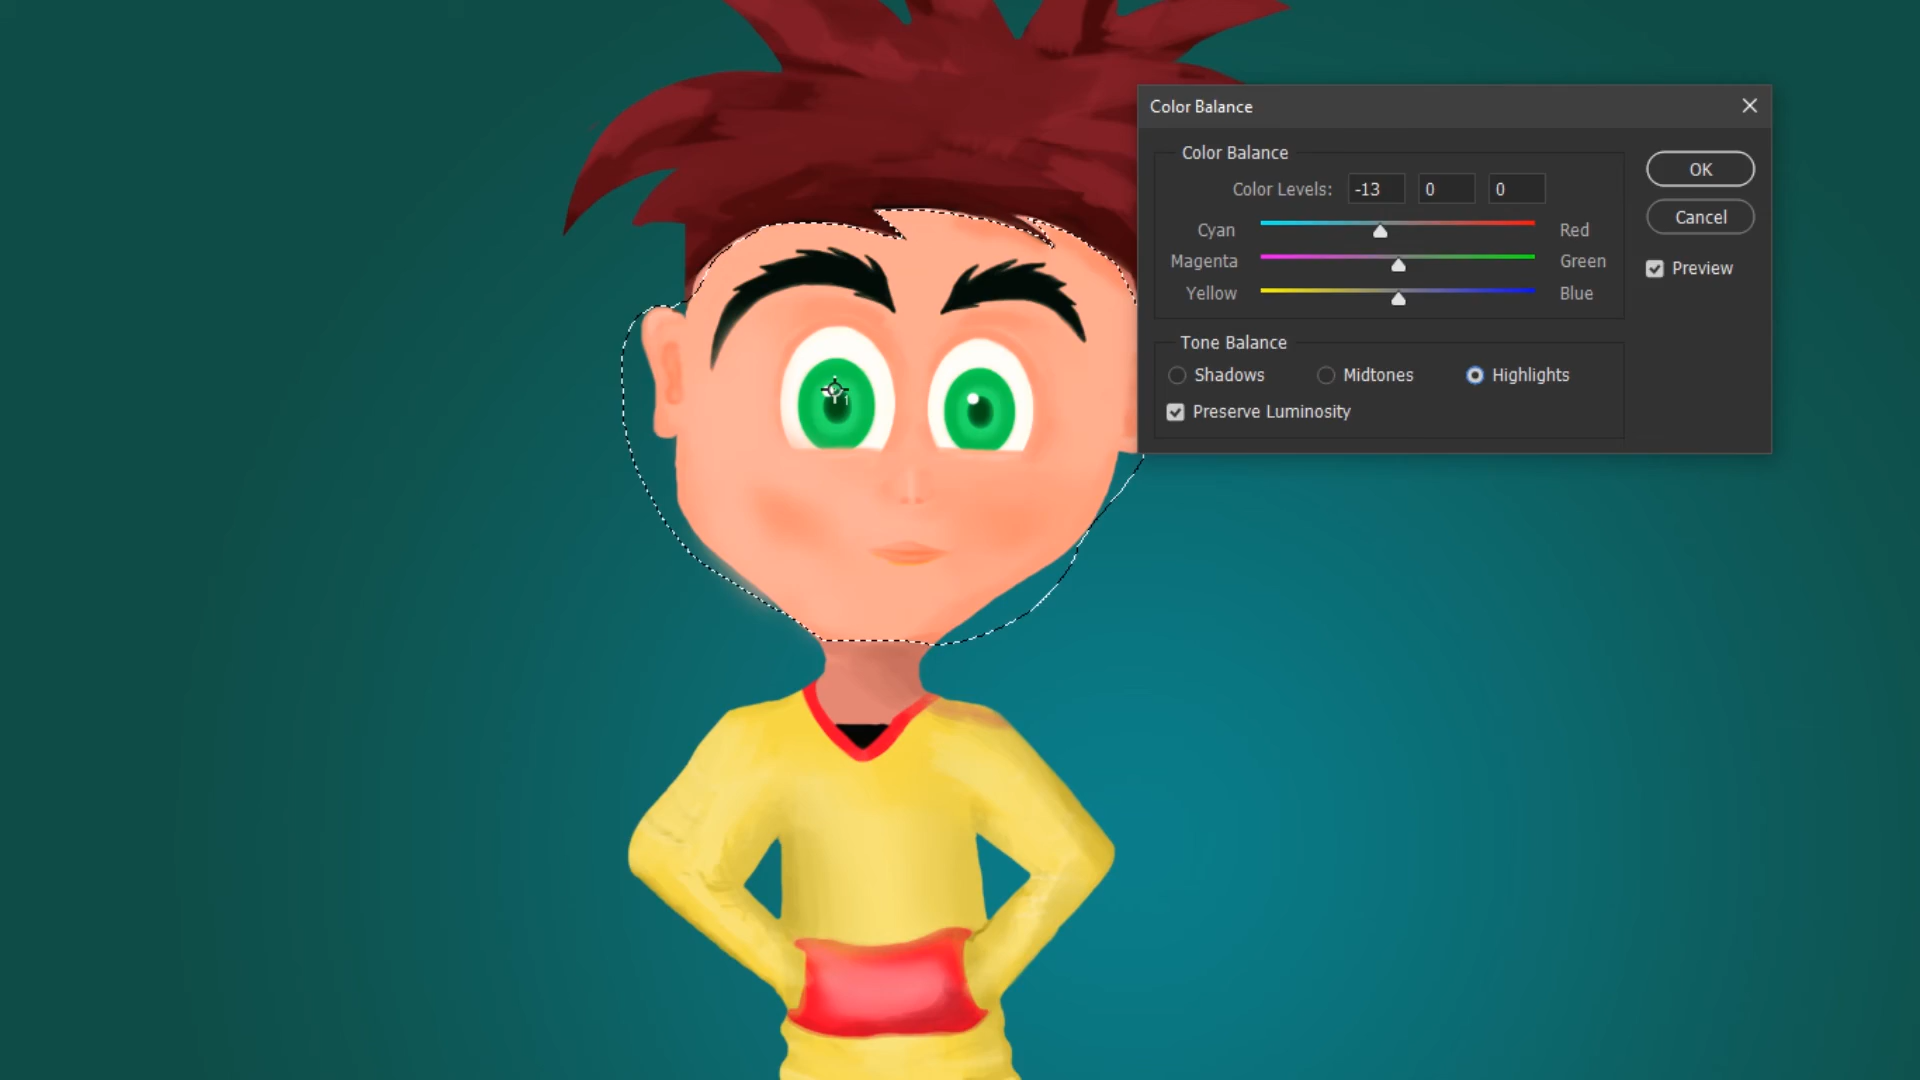 Color Balance
Color Balance
Color Levels: -13 0 0
Cyan Red
Magenta Green
Yellow Blue
Tone Balance
Shadows Midtones Highlights
Preserve Luminosity
OK
Cancel
Preview
1